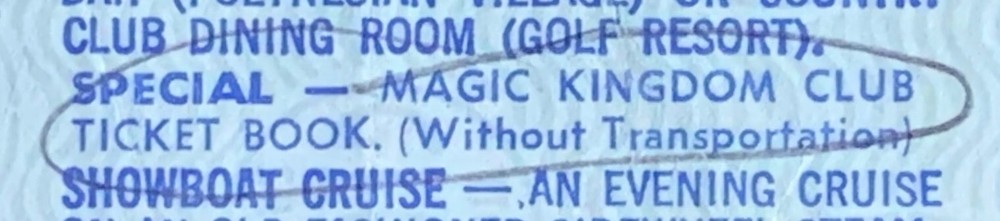 CLUB DINING ROOM (GOLF RESORT).
SPECIAL — MAGIC KINGDOM CLUB
TICKET BOOK. (Without Transportation)
SHOWBOAT CRUISE — AN EVENING CRUISE